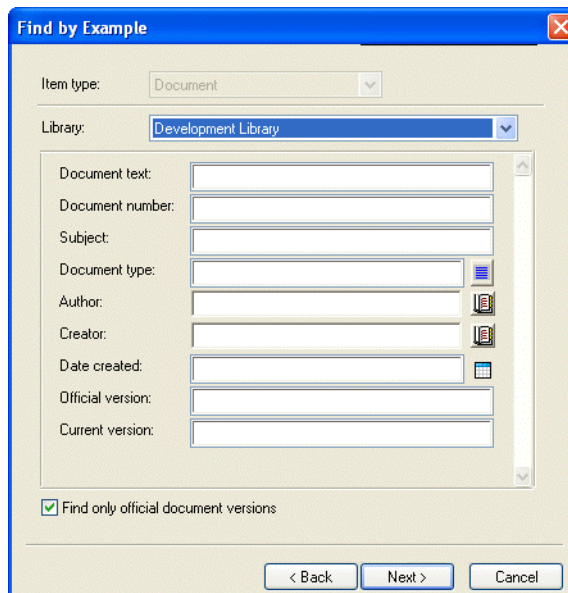 Find by Example
Item type: Document
Library: Development Library
Document text:
Document number:
Subject:
Document type:
Author:
Creator:
Date created:
Official version:
Current version:
Find only official document versions
< Back Next > Cancel